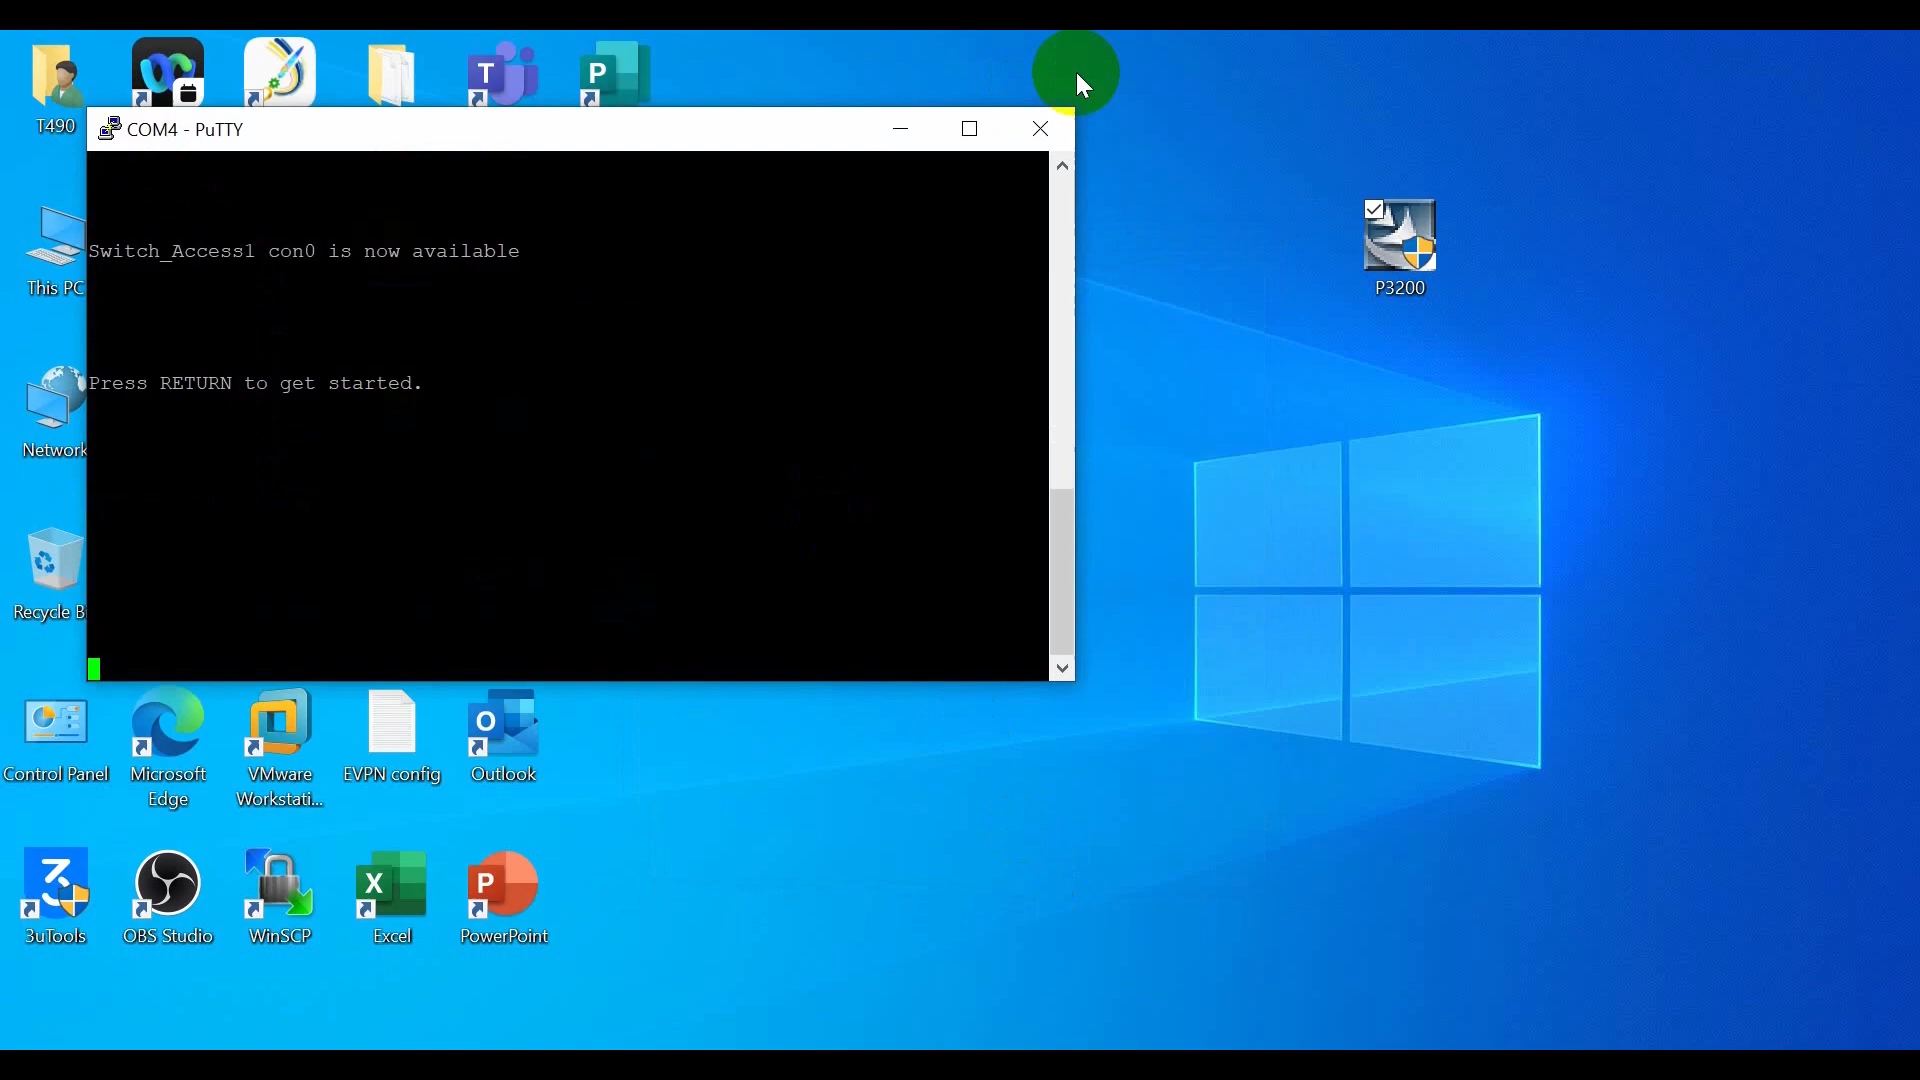 T490
COM4 - PuTTY
Switch_Access1 con0 is now available
Press RETURN to get started.
This PC
Network
Recycle B
P3200
Control Panel
Microsoft
Edge
VMware
Workstati...
EVPN config
Outlook
3uTools
OBS Studio
WinSCP
Excel
PowerPoint